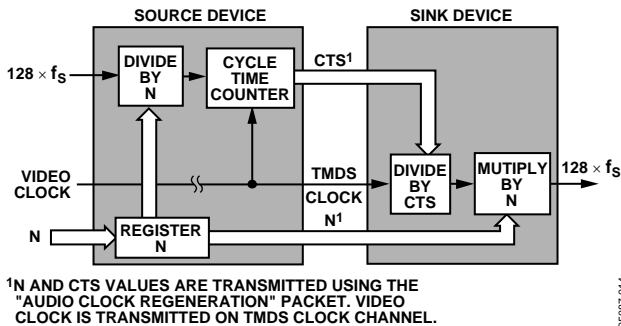 SOURCE DEVICE
SINK DEVICE
128 × fS
DIVIDE
BY
N
CYCLE
TIME
COUNTER
CTS1
VIDEO
CLOCK
TMDS
CLOCK
N1
DIVIDE
BY
CTS
MUTIPLY
BY
N
128 × fS
N
REGISTER
N
1N AND CTS VALUES ARE TRANSMITTED USING THE
"AUDIO CLOCK REGENERATION" PACKET. VIDEO
CLOCK IS TRANSMITTED ON TMDS CLOCK CHANNEL.